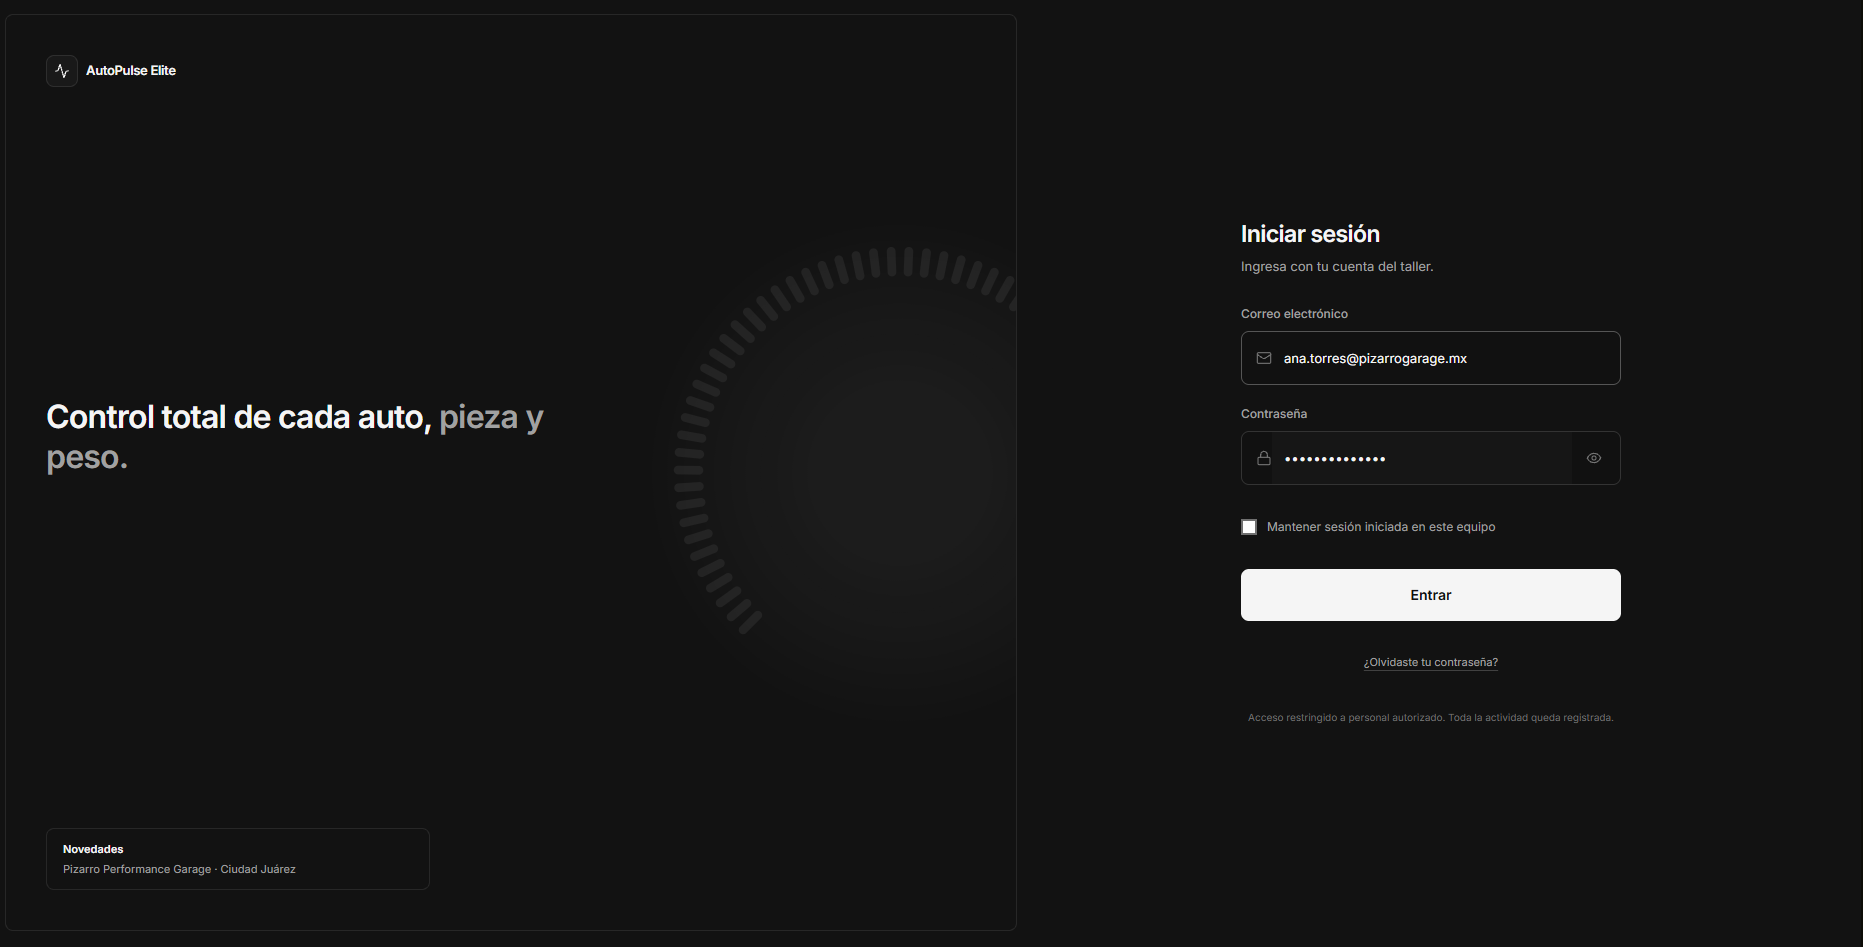 AutoPulse Elite
Control total de cada auto, pieza y
peso.
Novedades
Pizarro Performance Garage · Ciudad Juárez
Iniciar sesión
Ingresa con tu cuenta del taller.
Correo electrónico
ana.torres@pizarrogarage.mx
Contraseña
••••••••••••••
Mantener sesión iniciada en este equipo
Entrar
¿Olvidaste tu contraseña?
Acceso restringido a personal autorizado. Toda la actividad queda registrada.